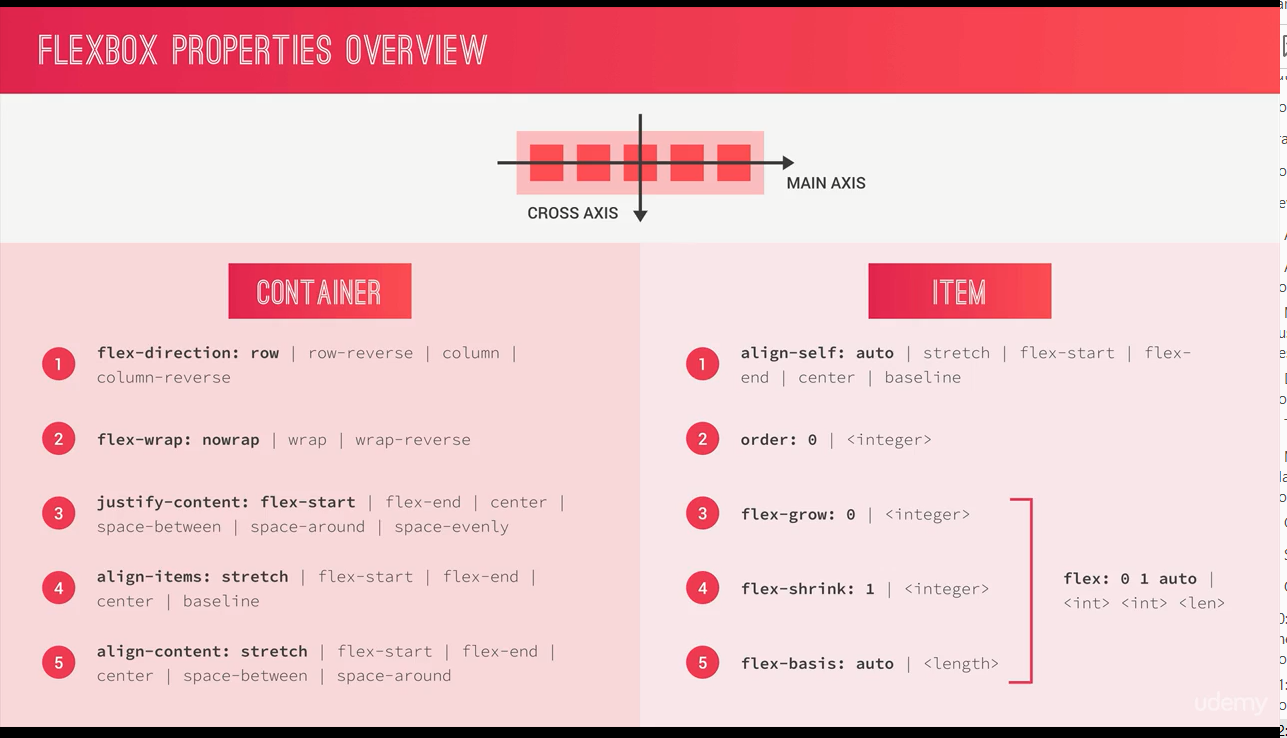 FLEXBOX PROPERTIES OVERVIEW
MAIN AXIS
CROSS AXIS
CONTAINER
1 flex-direction: row | row-reverse | column |
column-reverse
2 flex-wrap: nowrap | wrap | wrap-reverse
3 justify-content: flex-start | flex-end | center |
space-between | space-around | space-evenly
4 align-items: stretch | flex-start | flex-end |
center | baseline
5 align-content: stretch | flex-start | flex-end |
center | space-between | space-around
ITEM
1 align-self: auto | stretch | flex-start | flex-
end | center | baseline
2 order: 0 | <integer>
3 flex-grow: 0 | <integer>
4 flex-shrink: 1 | <integer>
5 flex-basis: auto | <length>
flex: 0 1 auto |
<int> <int> <len>
udemy